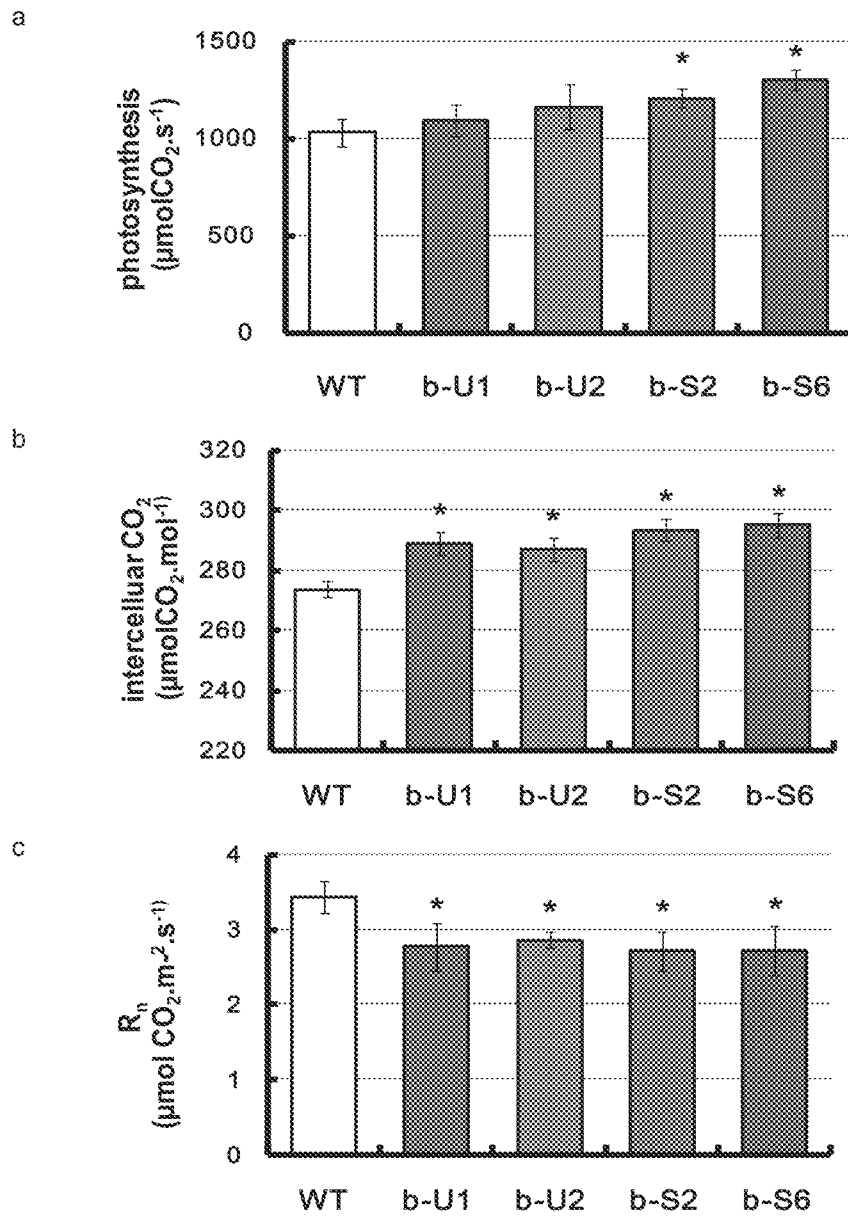 a
photosynthesis
(µmolCO₂.s⁻¹)
1500
1000
500
0
*
*
WT b-U1 b-U2 b-S2 b-S6
b
intercelluar CO₂
(µmolCO₂.mol⁻¹)
320
300
280
260
240
220
*
*
*
*
WT b-U1 b-U2 b-S2 b-S6
c
Rₙ
(µmol CO₂.m⁻².s⁻¹)
4
3
2
1
0
*
*
*
*
WT b-U1 b-U2 b-S2 b-S6